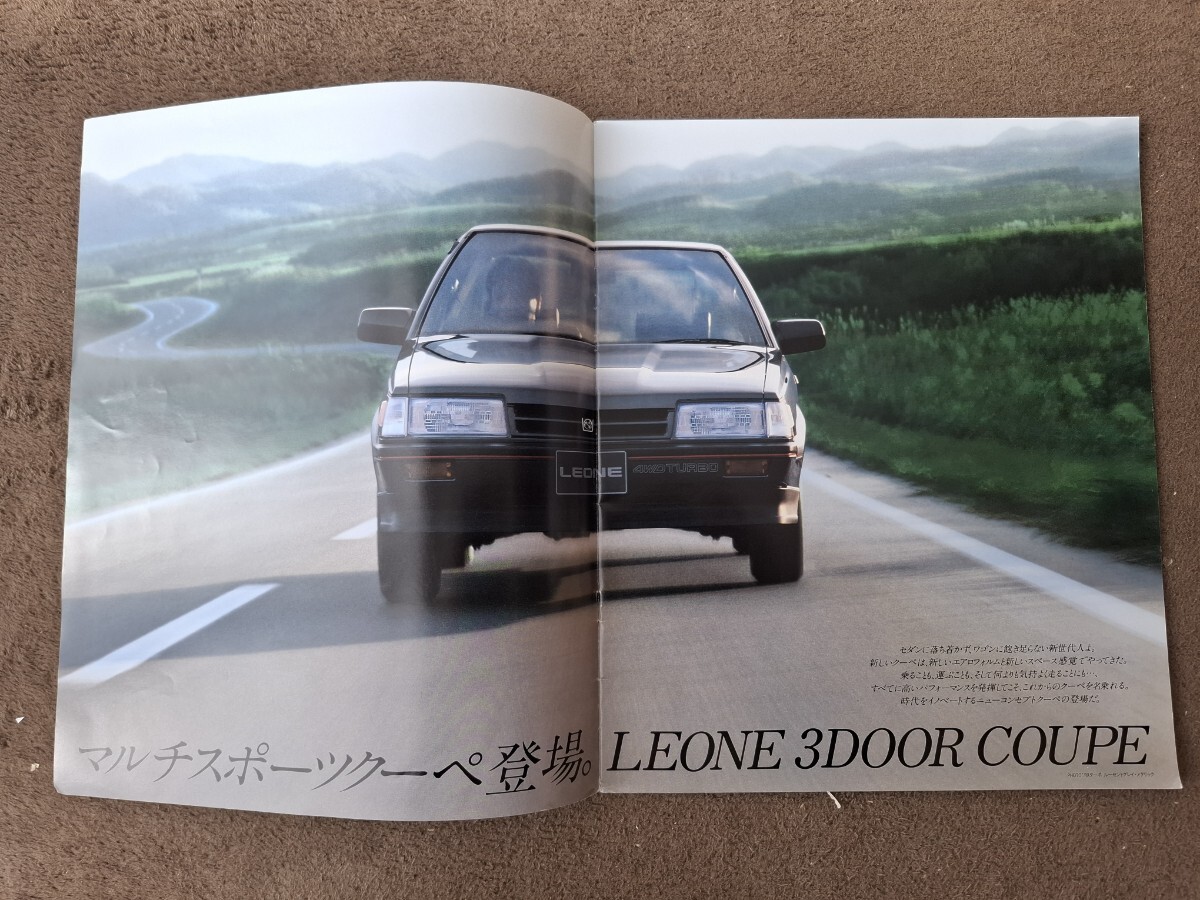 LEONE
4WD TURBO
セダンに落ち着かず、ワゴンに飽き足らない新世代人よ。
新しいクーペは、新しいエアロフォルムと新しいスペース感覚でやってきた。
乗ることも、運ぶことも、そして何よりも気持よく走ることにも…、
すべてに高いパフォーマンスを発揮してこそ、これからのクーペを名乗れる。
時代をイノベートするニューコンセプトクーペの登場だ。
マルチスポーツクーペ登場。
LEONE 3DOOR COUPE